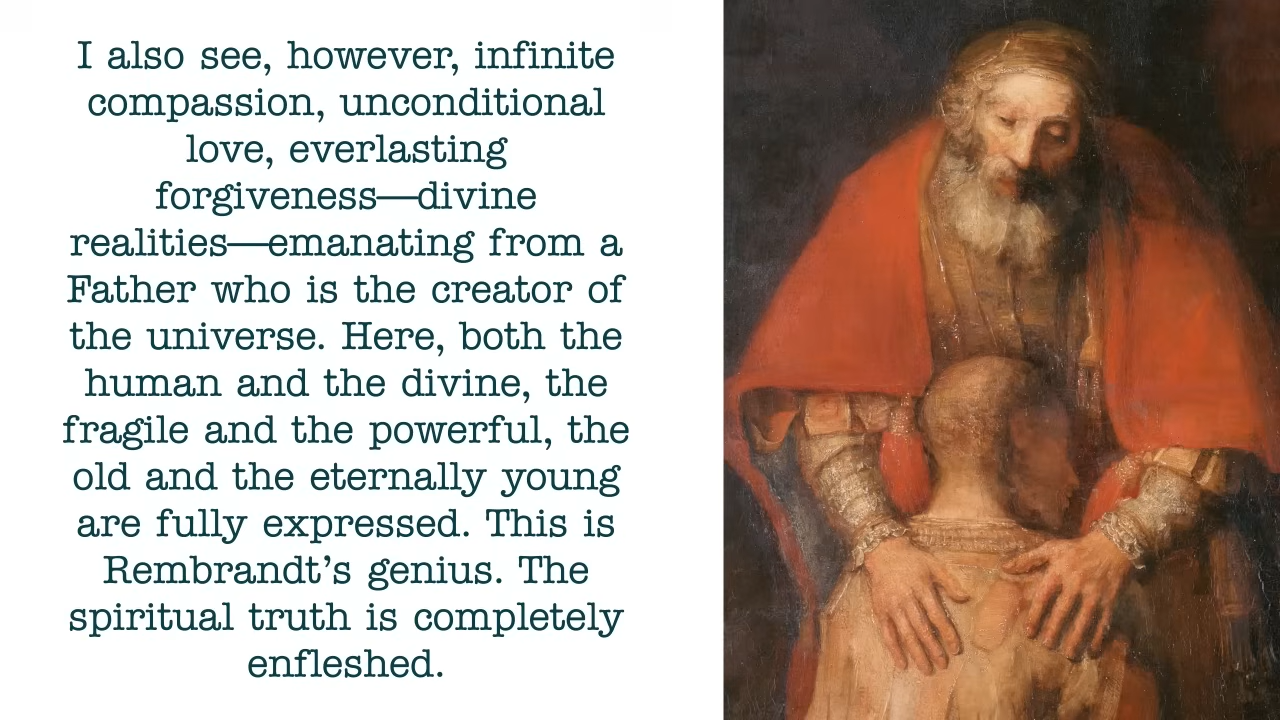 I also see, however, infinite
compassion, unconditional
love, everlasting
forgiveness—divine
realities—emanating from a
Father who is the creator of
the universe. Here, both the
human and the divine, the
fragile and the powerful, the
old and the eternally young
are fully expressed. This is
Rembrandt’s genius. The
spiritual truth is completely
enfleshed.